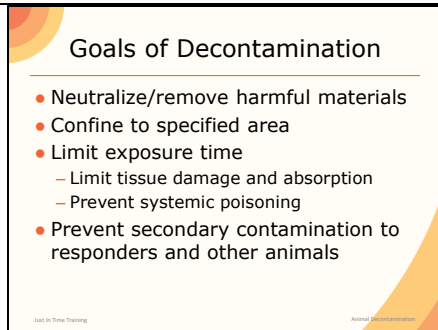 Goals of Decontamination
• Neutralize/remove harmful materials
• Confine to specified area
• Limit exposure time
– Limit tissue damage and absorption
– Prevent systemic poisoning
• Prevent secondary contamination to
responders and other animals
Just In Time Training
Animal Decontamination